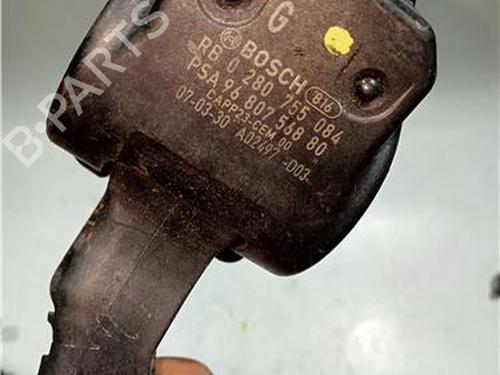 G
BOSCH B16
RB 0 280 755 084
PSA 96 807 568 80
CAPP23-CEM 00
07-03-30 A02497 -D03-
B-PARTS